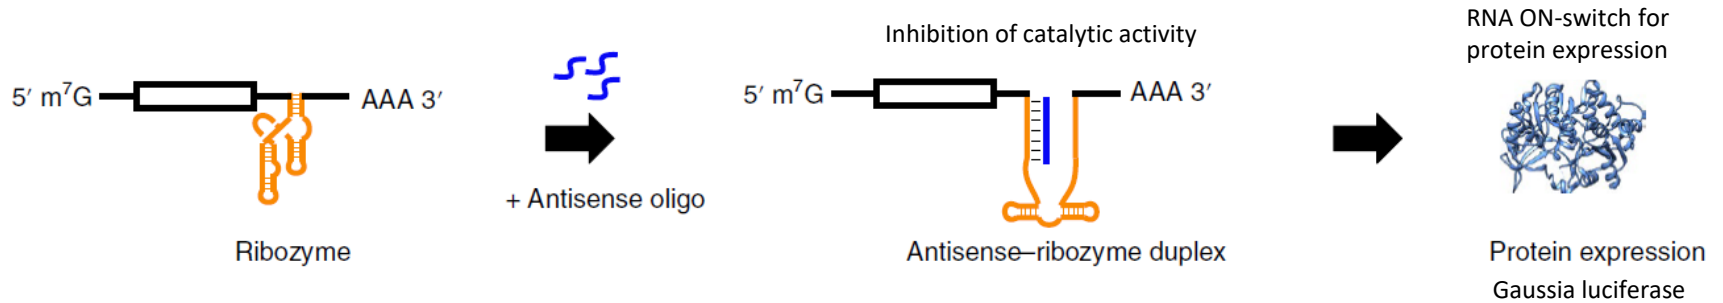 5′ m⁷G
AAA 3′
Ribozyme
+ Antisense oligo
Inhibition of catalytic activity
5′ m⁷G
AAA 3′
Antisense–ribozyme duplex
RNA ON-switch for
protein expression
Protein expression
Gaussia luciferase